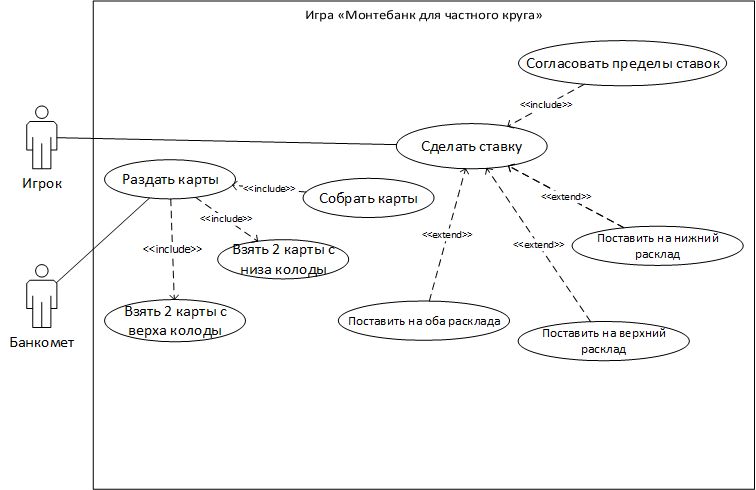 Игра «Монтебанк для частного круга»
Согласовать пределы ставок
<<include>>
Сделать ставку
Игрок
Раздать карты
<<include>>
Собрать карты
<<extend>>
<<include>>
<<extend>>
<<include>>
<<extend>>
Поставить на нижний
расклад
Взять 2 карты с
низа колоды
Банкомет
Взять 2 карты с
верха колоды
Поставить на оба расклада
Поставить на верхний
расклад